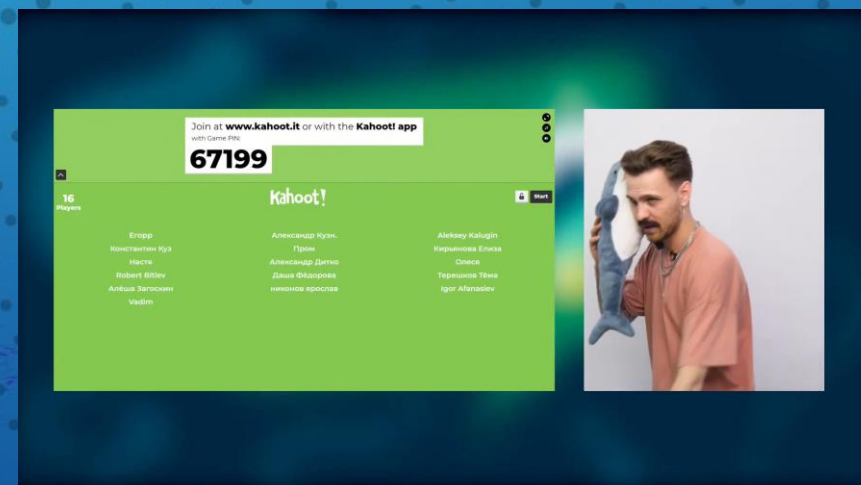 Join at www.kahoot.it or with the Kahoot! app
with Game PIN:
67199
16
Players
Kahoot!
Start
Егорр
Александр Кузн.
Aleksey Kalugin
Константин Куз
Пром
Кирьянова Елиза
Настя
Александр Дитко
Олеся
Robert Bitiev
Даша Фёдорова
Терешков Тёма
Алёша Загоскин
никонов ярослав
Igor Afanasiev
Vadim